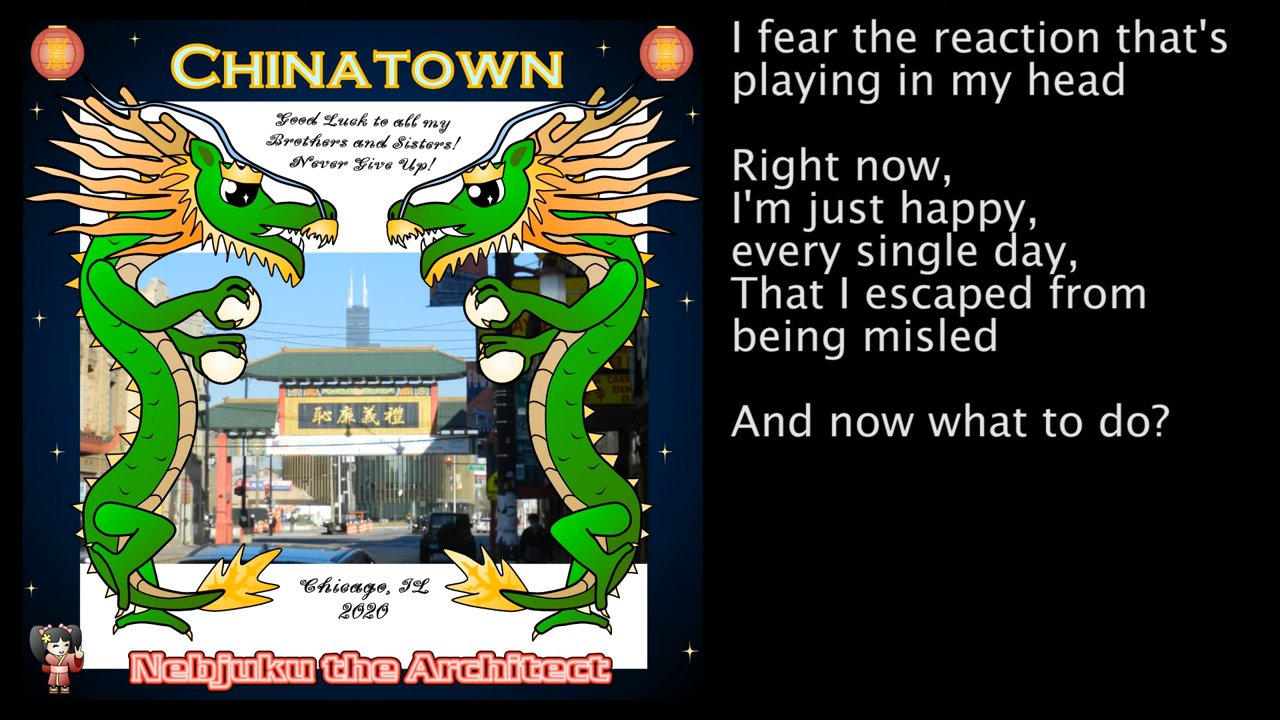 CHINATOWN
Good Luck to all my
Brothers and Sisters!
Never Give Up!
恥廉義禮
Chicago, IL
2020
Nebjuku the Architect
I fear the reaction that's
playing in my head
Right now,
I'm just happy,
every single day,
That I escaped from
being misled
And now what to do?